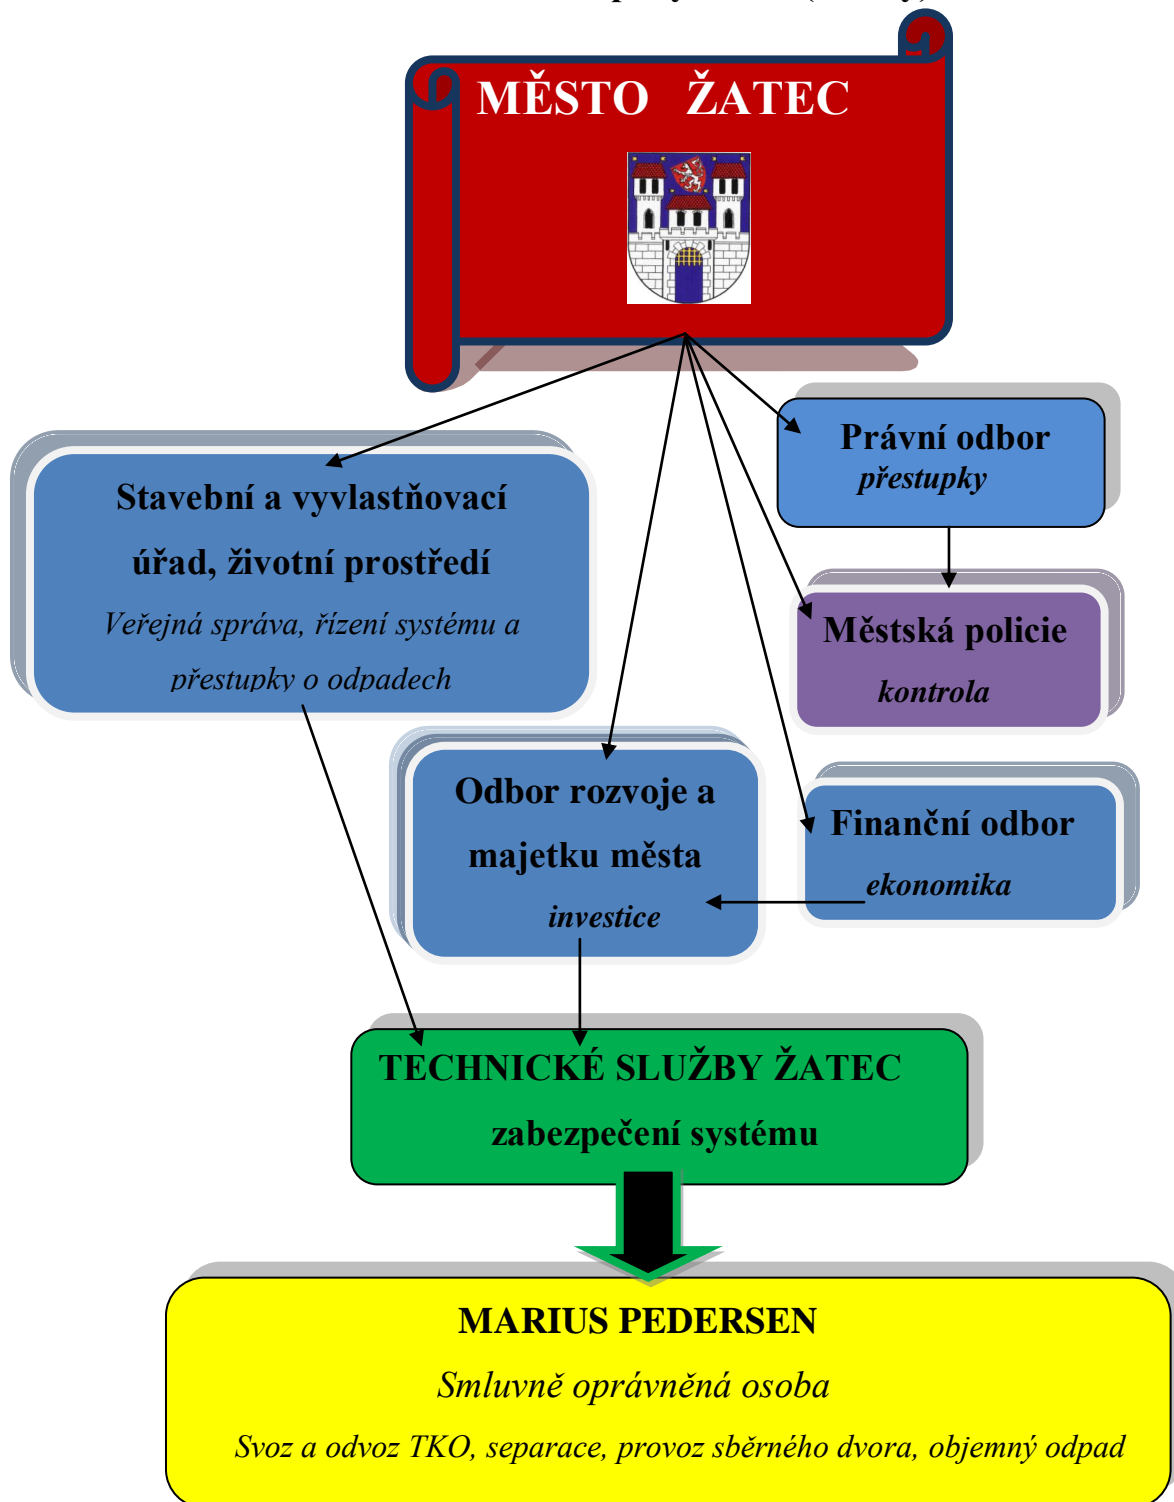 MĚSTO ŽATEC
Právní odbor
přestupky
Stavební a vyvlastňovací
úřad, životní prostředí
Veřejná správa, řízení systému a
přestupky o odpadech
Městská policie
kontrola
Odbor rozvoje a
majetku města
investice
Finanční odbor
ekonomika
TECHNICKÉ SLUŽBY ŽATEC
zabezpečení systému
MARIUS PEDERSEN
Smluvně oprávněná osoba
Svoz a odvoz TKO, separace, provoz sběrného dvora, objemný odpad